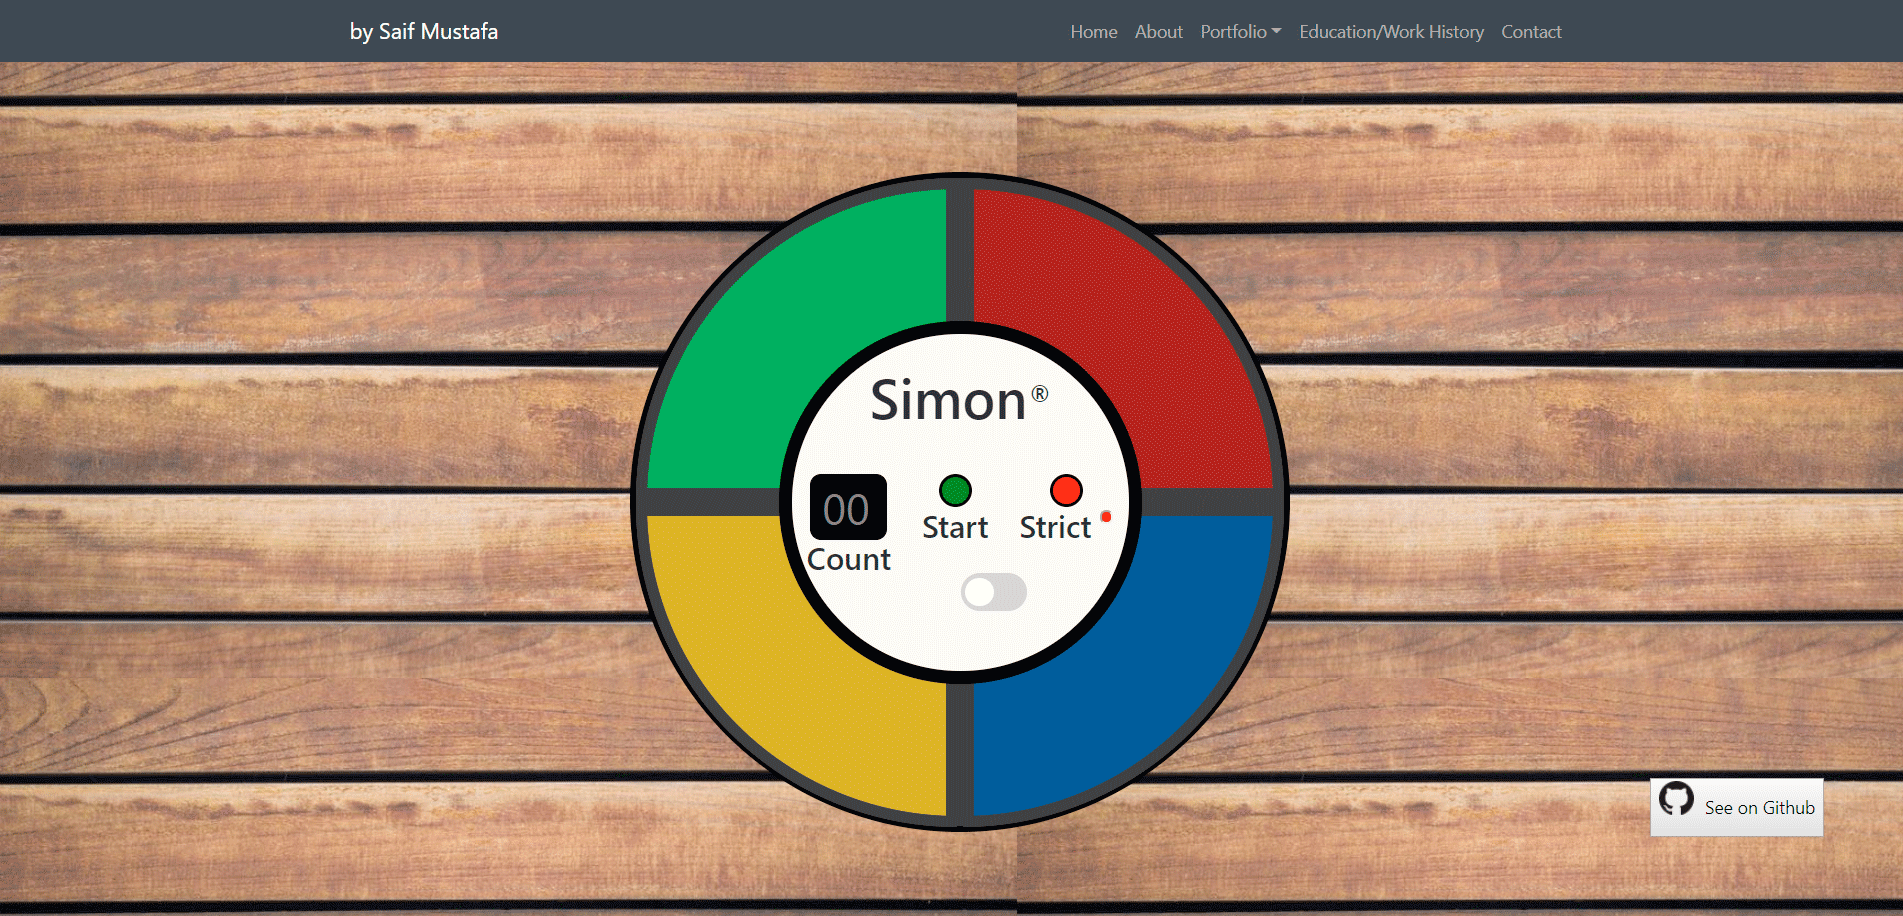 by Saif Mustafa
Home About Portfolio Education/Work History Contact
Simon®
00
Start Strict
Count
See on Github